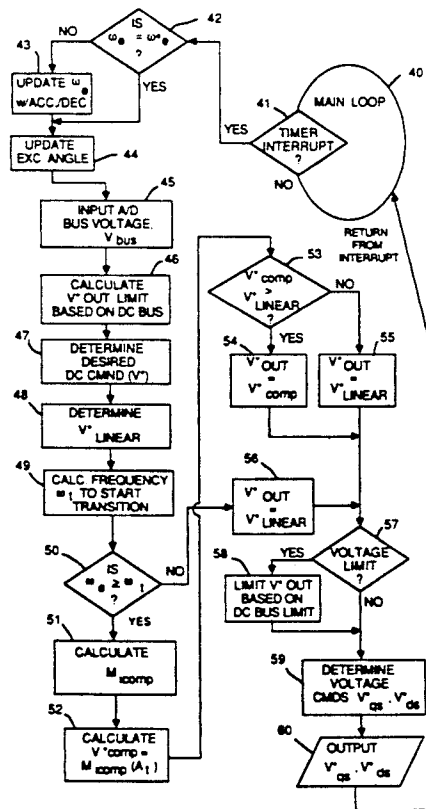 42
IS
ωe = ω*e
?
NO
YES
43
UPDATE ωe
w/ACC/DEC
UPDATE
EXC ANGLE
44
40
MAIN LOOP
41
TIMER
INTERRUPT
?
YES
NO
RETURN
FROM
INTERRUPT
45
INPUT A/D
BUS VOLTAGE,
V bus
46
CALCULATE
V* OUT LIMIT
BASED ON DC BUS
47
DETERMINE
DESIRED
DC CMND (V*)
48
DETERMINE
V* LINEAR
49
CALC. FREQUENCY
ωt TO START
TRANSITION
50
IS
ωe ≥ ωt
?
NO
YES
51
CALCULATE
M icomp
52
CALCULATE
V*comp =
M icomp (At)
53
V*comp
>
V*LINEAR
?
NO
YES
54
V* OUT
=
V*comp
55
V* OUT
=
V*LINEAR
56
V* OUT
=
V*LINEAR
57
VOLTAGE
LIMIT
?
YES
NO
58
LIMIT V* OUT
BASED ON
DC BUS LIMIT
59
DETERMINE
VOLTAGE
CMDS V*qs, V*ds
60
OUTPUT
V*qs, V*ds